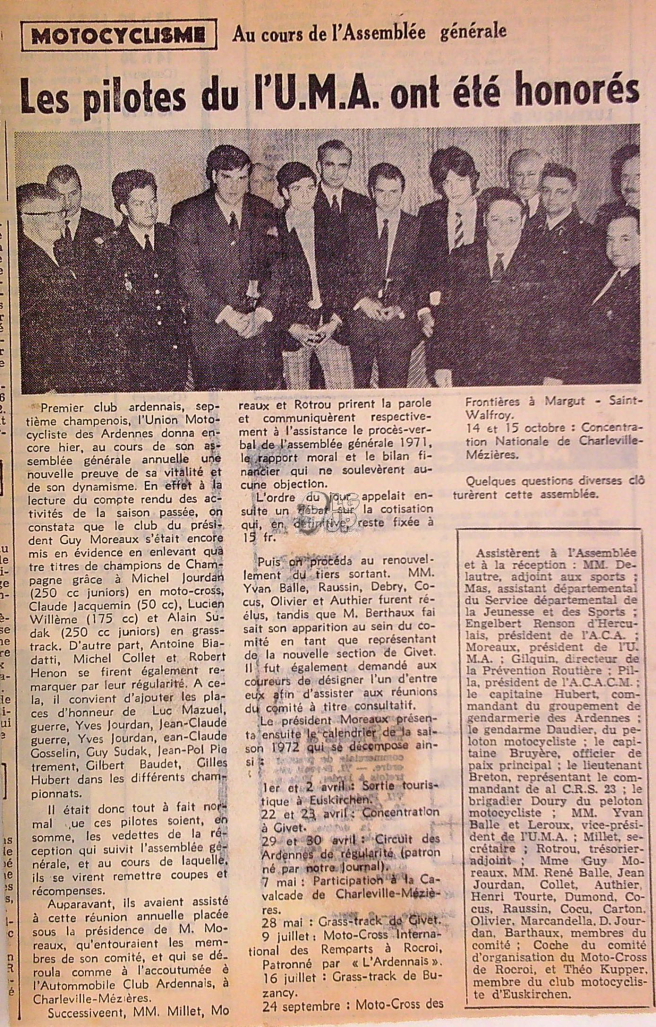 MOTOCYCLISME
Au cours de l'Assemblée générale
Les pilotes du l'U.M.A. ont été honorés
Premier club ardennais, sep-
tième champenois, l'Union Moto-
cycliste des Ardennes donna en-
core hier, au cours de son as-
semblée générale annuelle une
nouvelle preuve de sa vitalité et
de son dynamisme. En effet à la
lecture du compte rendu des ac-
tivités de la saison passée, on
constata que le club du prési-
dent Guy Moreaux s'était encore
mis en évidence en enlevant qua
tre titres de champions de Cham-
pagne grâce à Michel Jourdan
(250 cc juniors) en moto-cross,
Claude Jacquemin (50 cc), Lucien
Willème (175 cc) et Alain Su-
dak (250 cc juniors) en grass-
track. D'autre part, Antoine Bia-
datti, Michel Collet et Robert
Henon se firent également re-
marquer par leur régularité. A ce-
la, il convient d'ajouter les pla-
ces d'honneur de Luc Mazuel,
guerre, Yves Jourdan, Jean-Claude
guerre, Yves Jourdan, ean-Claude
Gosselin, Guy Sudak, Jean-Pol Pie
trement, Gilbert Baudet, Gilles
Hubert dans les différents cham-
pionnats.
Il était donc tout à fait nor-
mal ,ue ces pilotes soient, en
somme, les vedettes de la ré-
ception qui suivit l'assemblée gé-
nérale, et au cours de laquelle,
ils se virent remettre coupes et
récompenses.
Auparavant, ils avaient assisté
à cette réunion annuelle placée
sous la présidence de M. Mo-
reaux, qu'entouraient les mem-
bres de son comité, et qui se dé-
roula comme à l'accoutumée à
l'Auttommobile Club Ardennais, à
Charleville-Mézières.
Successiveent, MM. Millet, Mo
reaux et Rotrou prirent la parole
et communiquèrent respective-
ment à l'assistance le procès-ver-
bal de l'assemblée générale 1971,
le rapport moral et le bilan fi-
nancier qui ne soulevèrent au-
cune objection.
L'ordre du jour appelait en-
suite un débat sur la cotisation
qui, en définitive, reste fixée à
15 fr.
Puis on procéda au renouvel-
lement du tiers sortant. MM.
Yvan Balle, Raussin, Debry, Co-
cus, Olivier et Authier furent ré-
élus, tandis que M. Berthaux fai
sait son apparition au sein du co-
mité en tant que représentant
de la nouvelle section de Givet.
Il fut également demandé aux
coureurs de désigner l'un d'entre
eux afin d'assister aux réunions
du comité à titre consultatif.
Le président Moreaux présen-
ta ensuite le calendrier de la sai-
son 1972 qui se décompose ain-
si :
1er et 2 avril : Sortie touris-
tique à Euskirchen.
22 et 23 avril : Concentration
à Givet.
29 et 30 avril : Circuit des
Ardennes de régularité (patron
né par notre Journal).
7 mai : Participation à la Ca-
valcade de Charleville-Méziè-
res.
28 mai : Grass-track de Givet.
9 juillet : Moto-Cross Interna-
tional des Remparts à Rocroi,
Patronné par « L'Ardennais ».
16 juillet : Grass-track de Bu-
zancy.
24 septembre : Moto-Cross des
Frontières à Margut - Saint-
Walfroy.
14 et 15 octobre : Concentra-
tion Nationale de Charleville-
Mézières.
Quelques questions diverses clô
turèrent cette assemblée.
Assistèrent à l'Assemblée
et à la réception : MM. De-
lautre, adjoint aux sports ;
Mas, assistant départemental
du Service départemental de
la Jeunesse et des Sports ;
Engelbert Renson d'Hercu-
lais, président de l'A.C.A. ;
Moreaux, président de l'U.
M.A. ; Gilquin, directeur de
la Prévention Routière ; Pil-
la, président de l'A.C.A.C.M ;
le capitaine Hubert, com-
mandant du groupement de
gendarmerie des Ardennes ;
le gendarme Daudier, du pe-
loton motocycliste ; le capi-
taine Bruyère, officier de
paix principal ; le lieutenant
Breton, représentant le com-
mandant de al C.R.S. 23 ; le
brigadier Doury du peloton
motocycliste ; MM. Yvan
Balle et Leroux, vice-prési-
dent de l'U.M.A. ; Millet, se-
crétaire ; Rotrou, trésorier-
adjoint ; Mme Guy Mo-
reaux, MM. René Balle, Jean
Jourdan, Collet, Authier,
Henri Tourte, Dumond, Co-
cus, Raussin, Cocu, Carton,
Olivier, Marcandella, D. Jour-
dan, Barthaux, membres du
comité ; Coche du comité
d'organisation du Moto-Cross
de Rocroi, et Théo Kupper,
membre du club motocyclis-
te d'Euskirchen.